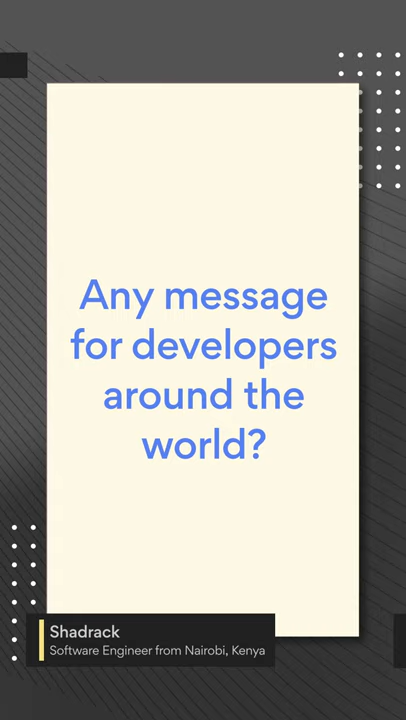 Any message
for developers
around the
world?
Shadrack
Software Engineer from Nairobi, Kenya